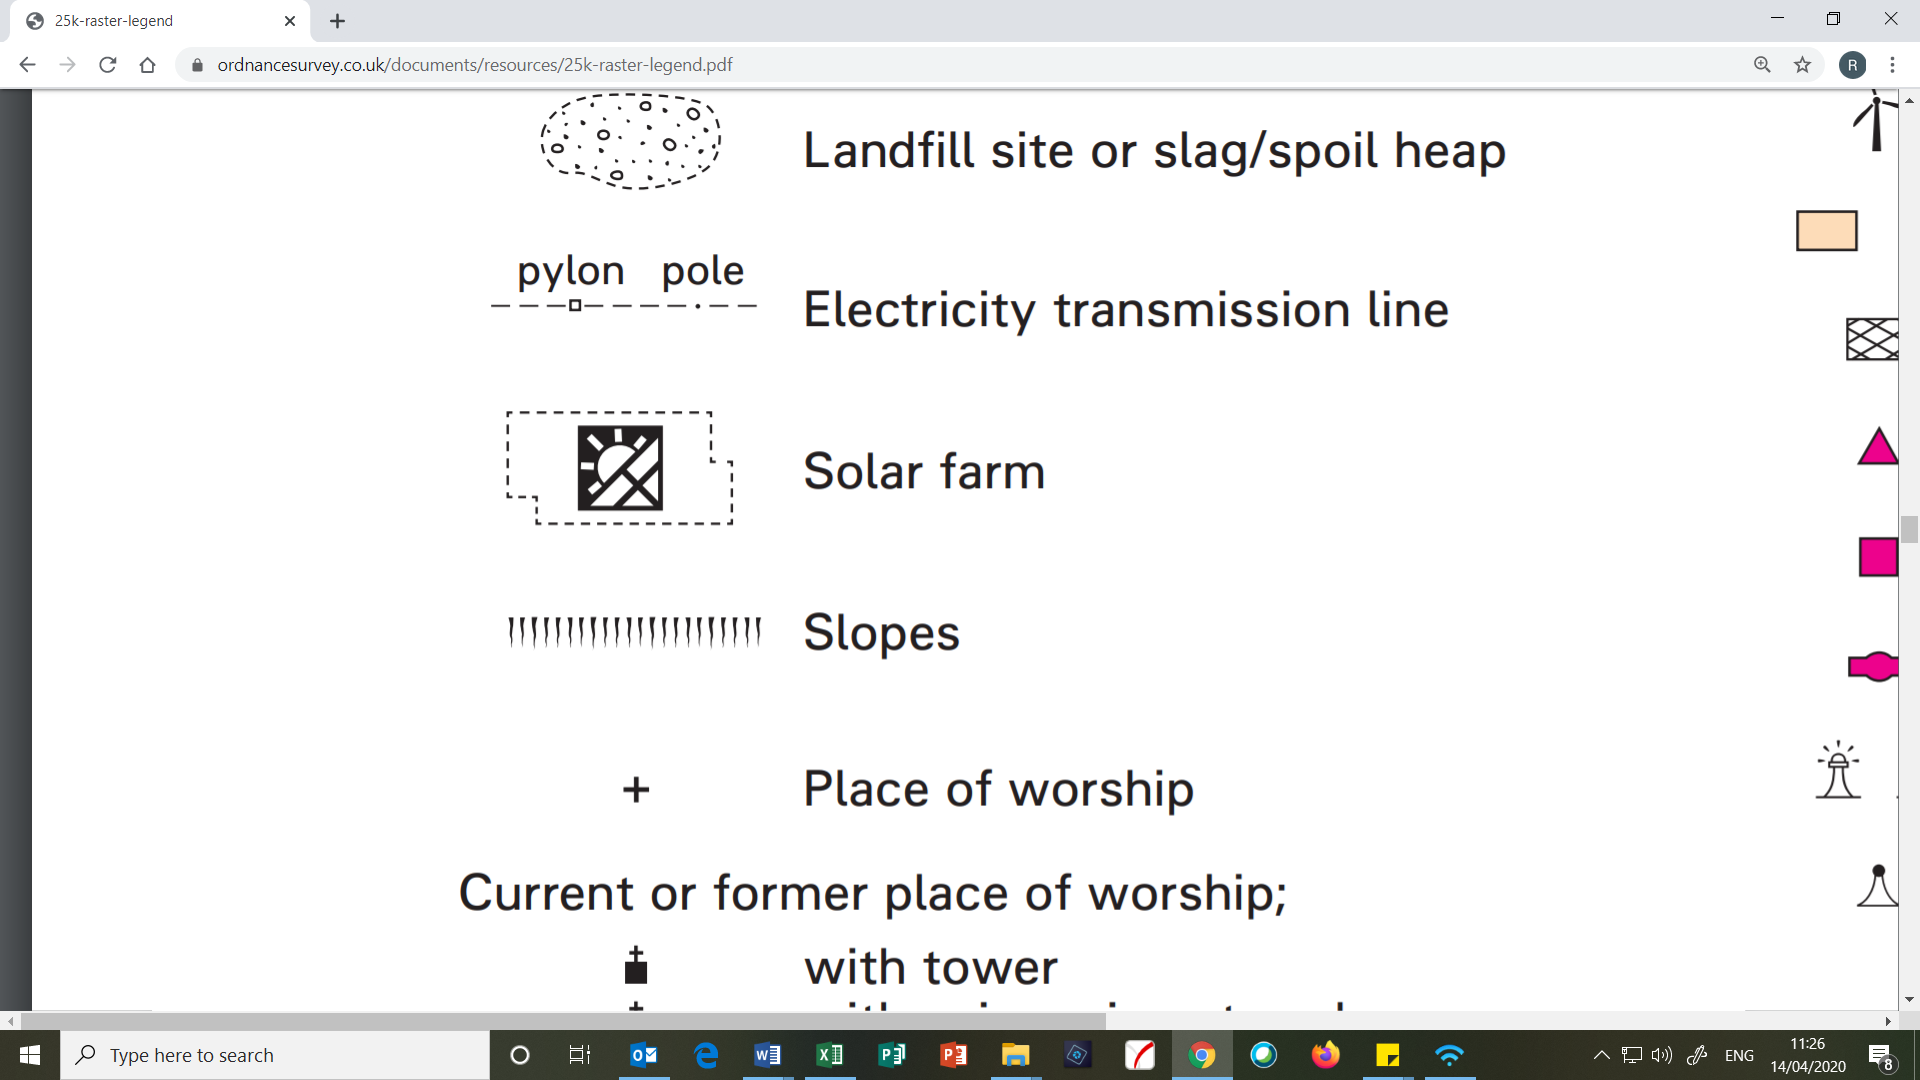 25k-raster-legend
ordnancesurvey.co.uk/documents/resources/25k-raster-legend.pdf
R
Landfill site or slag/spoil heap
pylon pole
Electricity transmission line
Solar farm
Slopes
Place of worship
Current or former place of worship;
with tower
Type here to search
ENG
11:26
14/04/2020
8